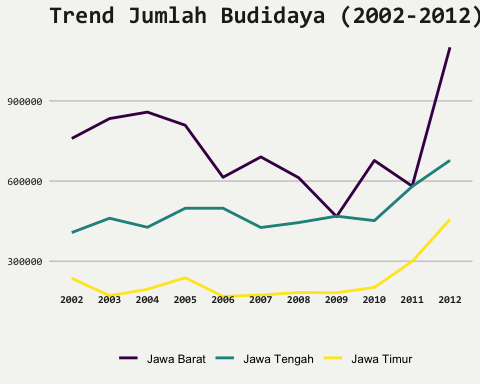 Trend Jumlah Budidaya (2002-2012)
900000
600000
300000
2002 2003 2004 2005 2006 2007 2008 2009 2010 2011 2012
Jawa Barat Jawa Tengah Jawa Timur